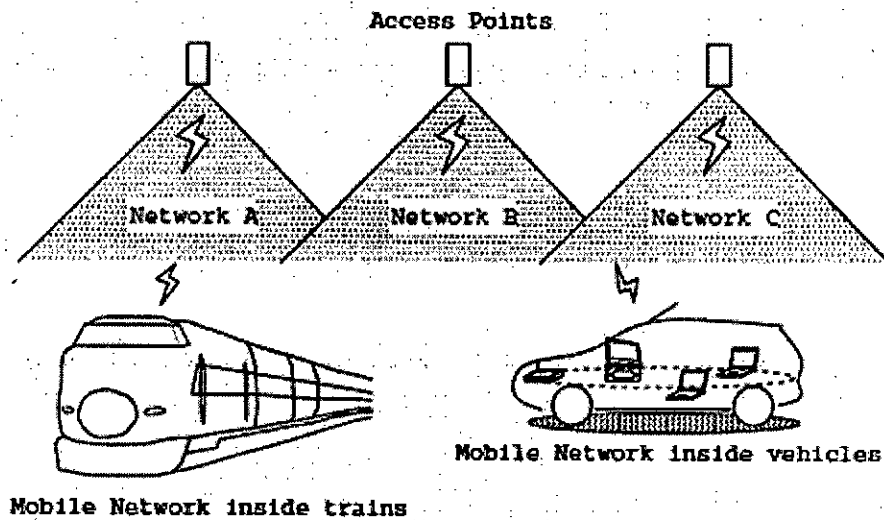 Access Points
Network A
Network B
Network C
Mobile Network inside vehicles
Mobile Network inside trains